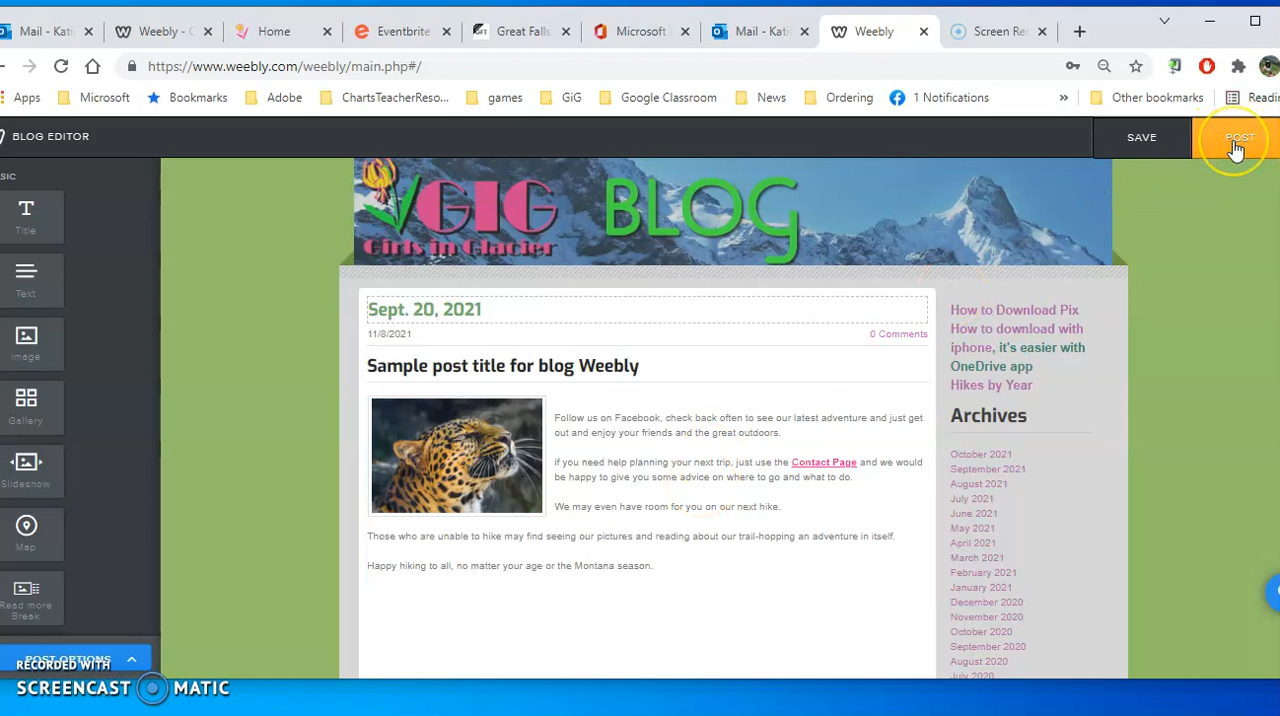 Mail - Kati
Weebly - C
Home
Eventbrite
Great Falls
Microsoft
Mail - Kati
Weebly
Screen Rec
https://www.weebly.com/weebly/main.php#/
Apps
Microsoft
Bookmarks
Adobe
ChartsTeacherReso...
games
GiG
Google Classroom
News
Ordering
1 Notifications
»
Other bookmarks
Readin
BLOG EDITOR
SAVE
POST
SIC
Title
Text
Image
Gallery
Slideshow
Map
Read more
Break
POST OPTIONS
GIG
Girls in Glacier
BLOG
Sept. 20, 2021
11/8/2021
0 Comments
Sample post title for blog Weebly
Follow us on Facebook, check back often to see our latest adventure and just get
out and enjoy your friends and the great outdoors.
if you need help planning your next trip, just use the Contact Page and we would
be happy to give you some advice on where to go and what to do.
We may even have room for you on our next hike.
Those who are unable to hike may find seeing our pictures and reading about our trail-hopping an adventure in itself.
Happy hiking to all, no matter your age or the Montana season.
How to Download Pix
How to download with
iphone, it's easier with
OneDrive app
Hikes by Year
Archives
October 2021
September 2021
August 2021
July 2021
June 2021
May 2021
April 2021
March 2021
February 2021
January 2021
December 2020
November 2020
October 2020
September 2020
August 2020
July 2020
RECORDED WITH
SCREENCAST MATIC